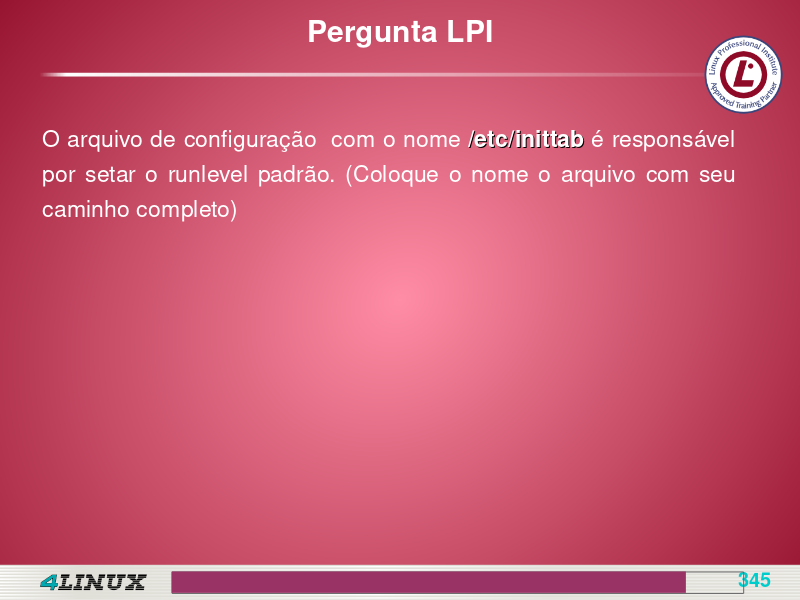 Pergunta LPI
Linux Professional Institute
Approved Training Partner
O arquivo de configuração com o nome /etc/inittab é responsável
por setar o runlevel padrão. (Coloque o nome o arquivo com seu
caminho completo)
4LINUX
345